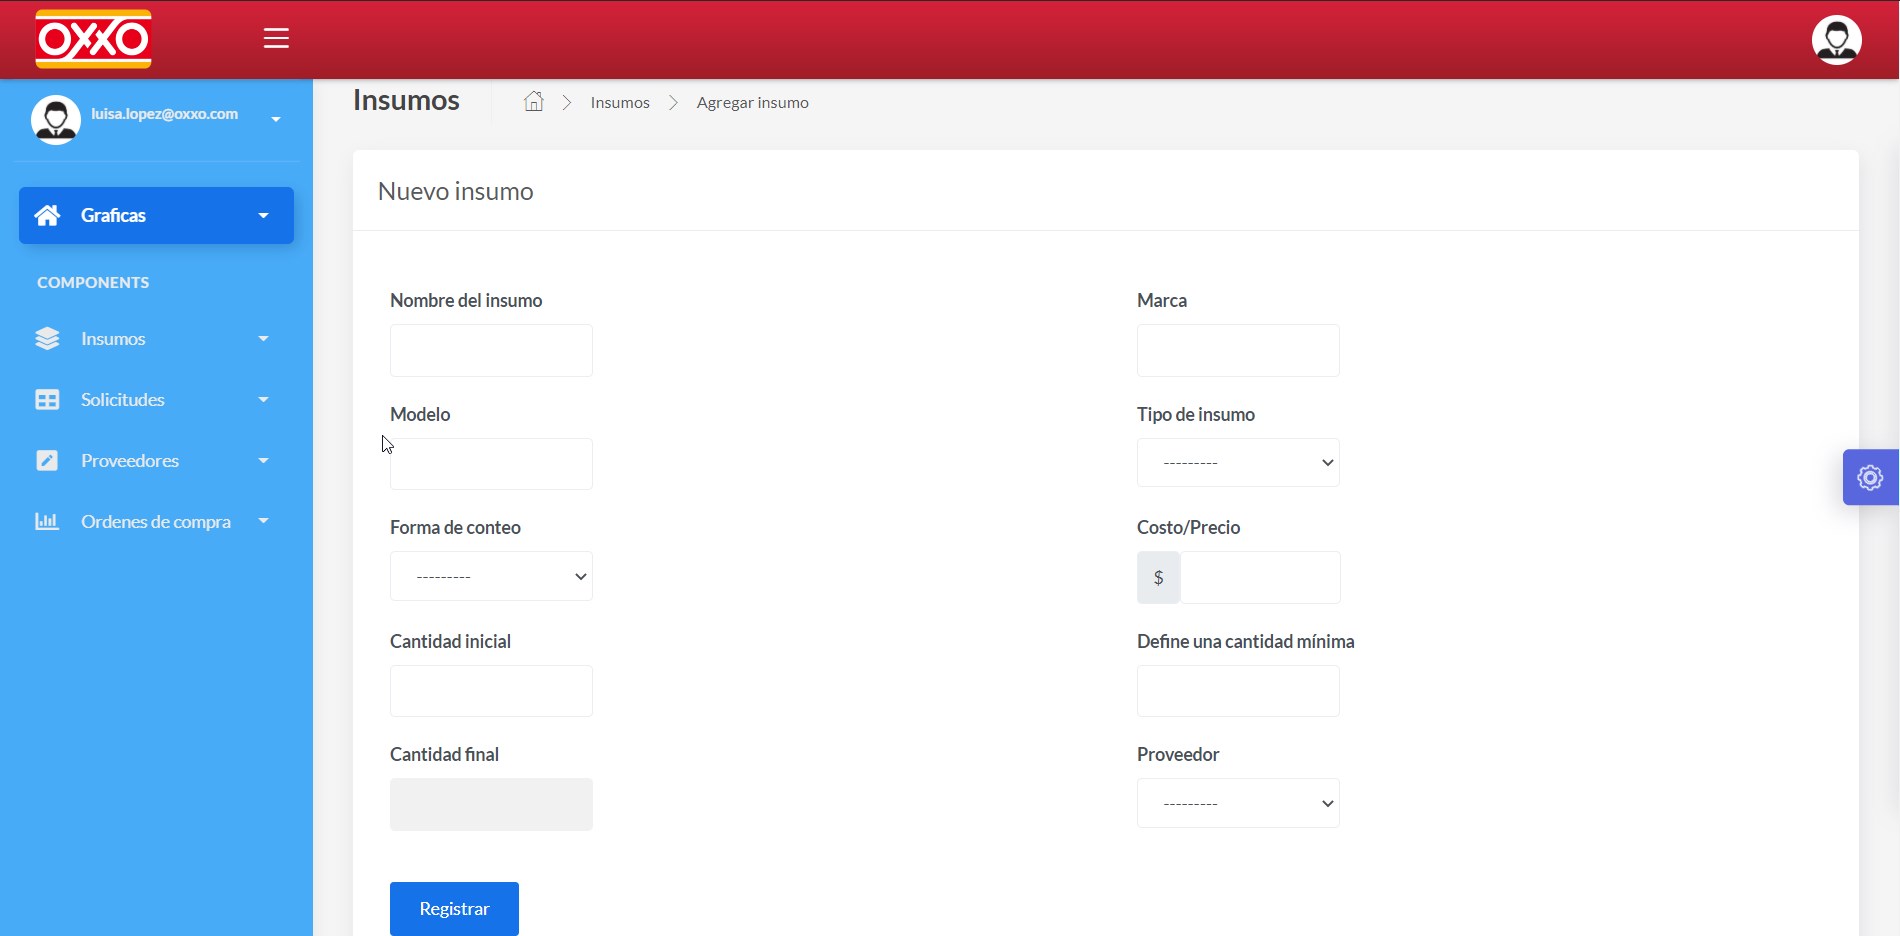 OXXO
luisa.lopez@oxxo.com
Graficas
COMPONENTS
Insumos
Solicitudes
Proveedores
Ordenes de compra
Insumos
Insumos
Agregar insumo
Nuevo insumo
Nombre del insumo
Marca
Modelo
Tipo de insumo
---------
Forma de conteo
Costo/Precio
---------
$
Cantidad inicial
Define una cantidad mínima
Cantidad final
Proveedor
---------
Registrar